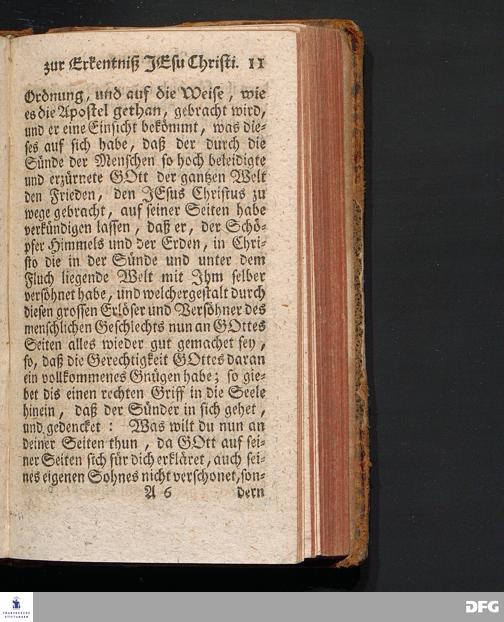 zur Erkentniß JEsu Christi. 11
Ordnung, und auf die Weise, wie
es die Apostel gethan, gebracht wird,
und er eine Einsicht bekömmt, was die-
ses auf sich habe, daß der durch die
Sünde der Menschen so hoch beleidigte
und erzürnete GOtt der gantzen Welt
den Frieden, den JEsus Christus zu
wege gebracht, auf seiner Seiten habe
verkündigen lassen, daß er, der Schö-
pfer Himmels und der Erden, in Chri-
sto die in der Sünde und unter dem
Fluch liegende Welt mit Ihm selber
versöhnet habe, und welchergestalt durch
diesen grossen Erlöser und Versöhner des
menschlichen Geschlechts nun an GOttes
Seiten alles wieder gut gemachet sey,
so, daß die Gerechtigkeit GOttes daran
ein vollkommenes Gnügen habe; so gie-
bet dis einen rechten Griff in die Seele
hinein, daß der Sünder in sich gehet,
und gedencket: Was wilt du nun an
deiner Seiten thun, da GOtt auf sei-
ner Seiten sich für dich erkläret, auch sei-
nes eigenen Sohnes nicht verschonet, son-
A 6 dern
FRANCKESCHE
STIFTUNGEN
DFG